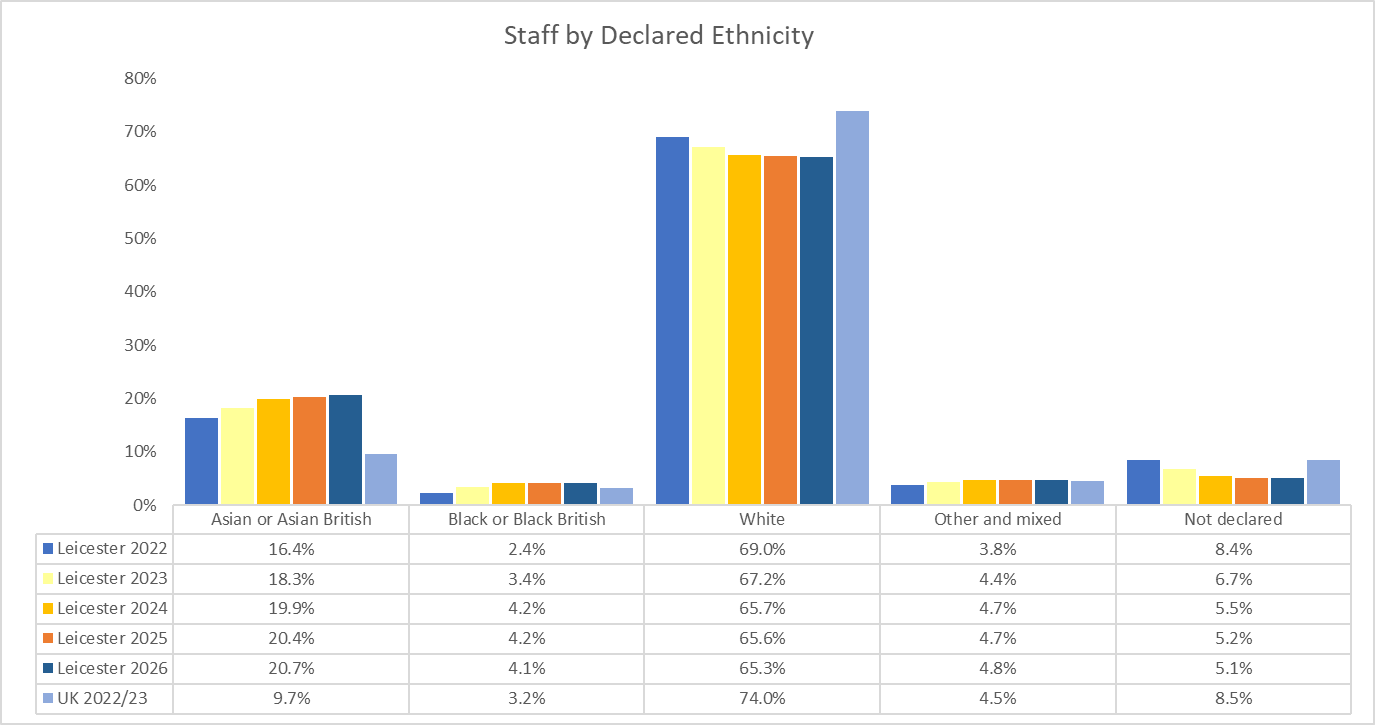 Staff by Declared Ethnicity
80%
70%
60%
50%
40%
30%
20%
10%
0%
Asian or Asian British Black or Black British White Other and mixed Not declared
Leicester 2022 16.4% 2.4% 69.0% 3.8% 8.4%
Leicester 2023 18.3% 3.4% 67.2% 4.4% 6.7%
Leicester 2024 19.9% 4.2% 65.7% 4.7% 5.5%
Leicester 2025 20.4% 4.2% 65.6% 4.7% 5.2%
Leicester 2026 20.7% 4.1% 65.3% 4.8% 5.1%
UK 2022/23 9.7% 3.2% 74.0% 4.5% 8.5%